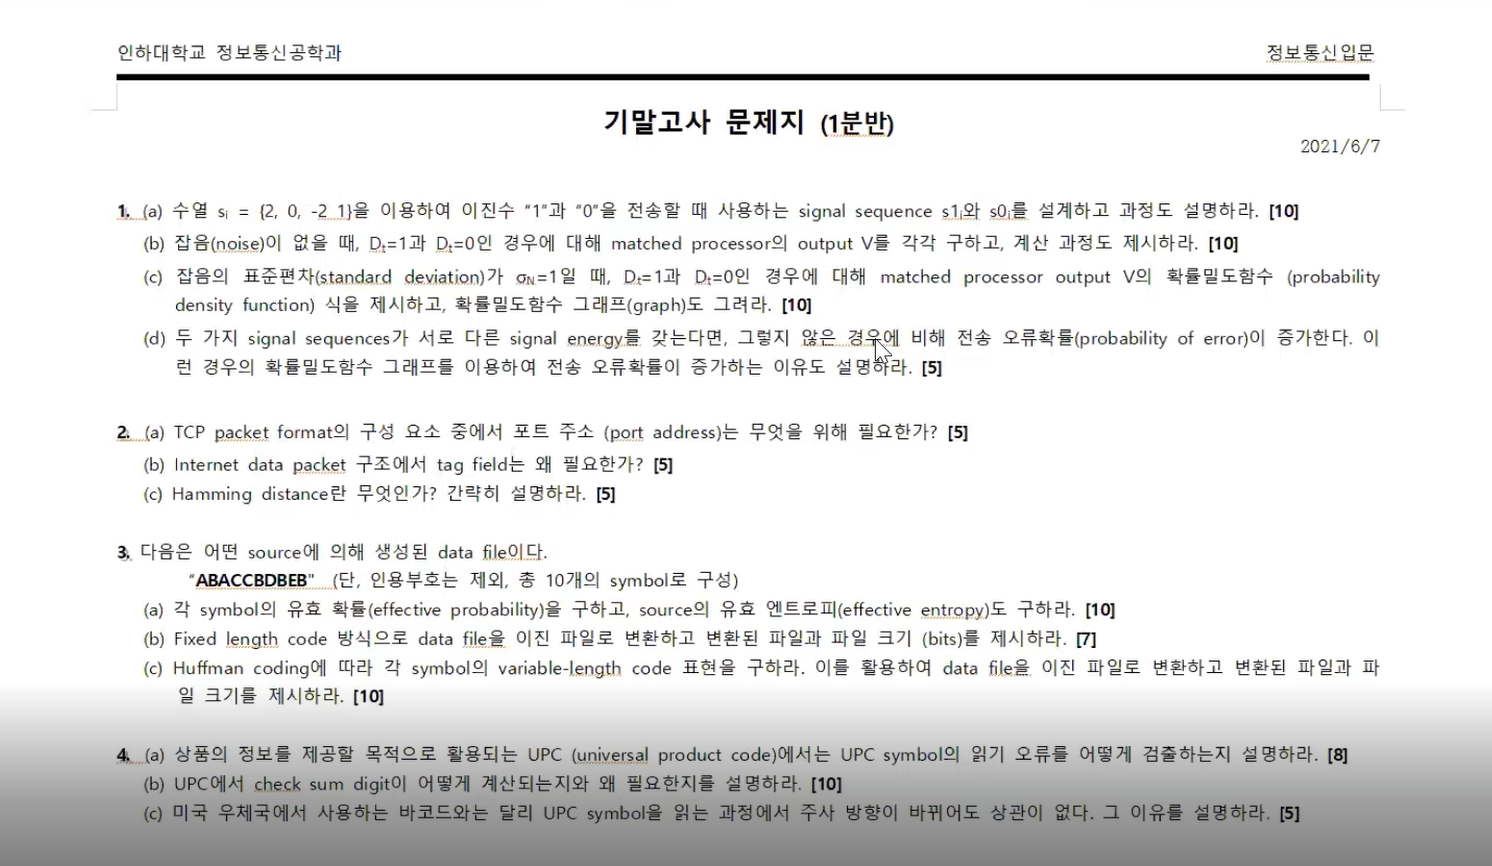 인하대학교 정보통신공학과
정보통신입문
기말고사 문제지 (1분반)
2021/6/7
1. (a) 수열 sᵢ = {2, 0, -2 1}을 이용하여 이진수 “1”과 “0”을 전송할 때 사용하는 signal sequence s1ᵢ와 s0ᵢ를 설계하고 과정도 설명하라. [10]
(b) 잡음(noise)이 없을 때, Dₜ=1과 Dₜ=0인 경우에 대해 matched processor의 output V를 각각 구하고, 계산 과정도 제시하라. [10]
(c) 잡음의 표준편차(standard deviation)가 σN=1일 때, Dₜ=1과 Dₜ=0인 경우에 대해 matched processor output V의 확률밀도함수 (probability
density function) 식을 제시하고, 확률밀도함수 그래프(graph)도 그려라. [10]
(d) 두 가지 signal sequences가 서로 다른 signal energy를 갖는다면, 그렇지 않은 경우에 비해 전송 오류확률(probability of error)이 증가한다. 이
런 경우의 확률밀도함수 그래프를 이용하여 전송 오류확률이 증가하는 이유도 설명하라. [5]
2. (a) TCP packet format의 구성 요소 중에서 포트 주소 (port address)는 무엇을 위해 필요한가? [5]
(b) Internet data packet 구조에서 tag field는 왜 필요한가? [5]
(c) Hamming distance란 무엇인가? 간략히 설명하라. [5]
3. 다음은 어떤 source에 의해 생성된 data file이다.
“ABACCBDBEB” (단, 인용부호는 제외, 총 10개의 symbol로 구성)
(a) 각 symbol의 유효 확률(effective probability)을 구하고, source의 유효 엔트로피(effective entropy)도 구하라. [10]
(b) Fixed length code 방식으로 data file을 이진 파일로 변환하고 변환된 파일과 파일 크기 (bits)를 제시하라. [7]
(c) Huffman coding에 따라 각 symbol의 variable-length code 표현을 구하라. 이를 활용하여 data file을 이진 파일로 변환하고 변환된 파일과 파
일 크기를 제시하라. [10]
4. (a) 상품의 정보를 제공할 목적으로 활용되는 UPC (universal product code)에서는 UPC symbol의 읽기 오류를 어떻게 검출하는지 설명하라. [8]
(b) UPC에서 check sum digit이 어떻게 계산되는지와 왜 필요한지를 설명하라. [10]
(c) 미국 우체국에서 사용하는 바코드와는 달리 UPC symbol을 읽는 과정에서 주사 방향이 바뀌어도 상관이 없다. 그 이유를 설명하라. [5]